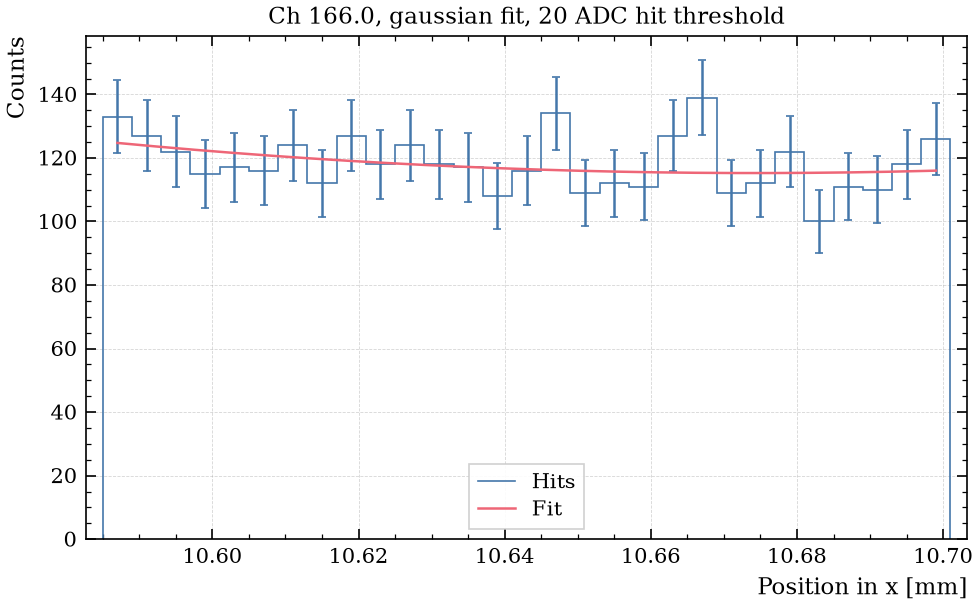 Ch 166.0, gaussian fit, 20 ADC hit threshold
Counts
140
120
100
80
60
40
20
0
Hits
Fit
10.60 10.62 10.64 10.66 10.68 10.70
Position in x [mm]